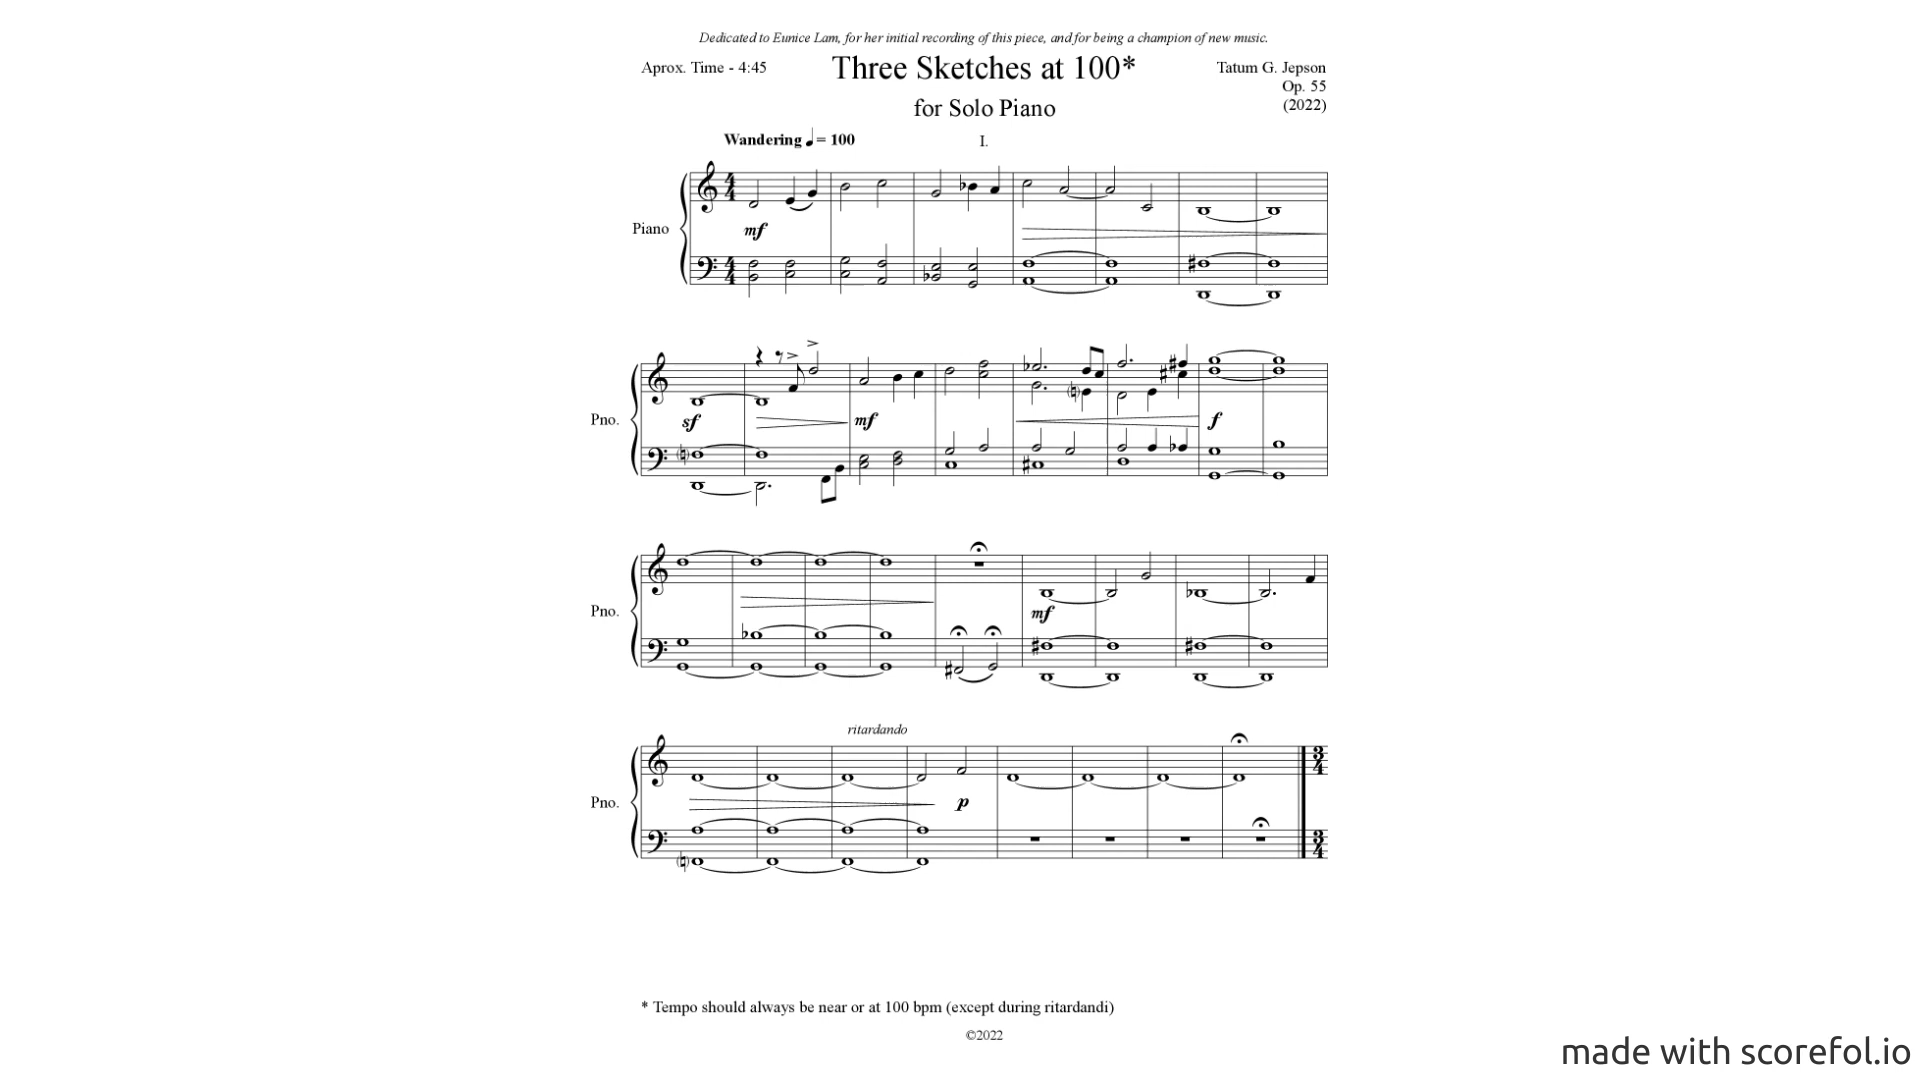 Dedicated to Eunice Lam, for her initial recording of this piece, and for being a champion of new music.
Aprox. Time - 4:45
Three Sketches at 100*
Tatum G. Jepson
Op. 55
(2022)
for Solo Piano
Wandering ♩ = 100
I.
Piano
mf
Pno.
sf
mf
f
Pno.
mf
ritardando
Pno.
p
* Tempo should always be near or at 100 bpm (except during ritardandi)
©2022
made with scorefol.io